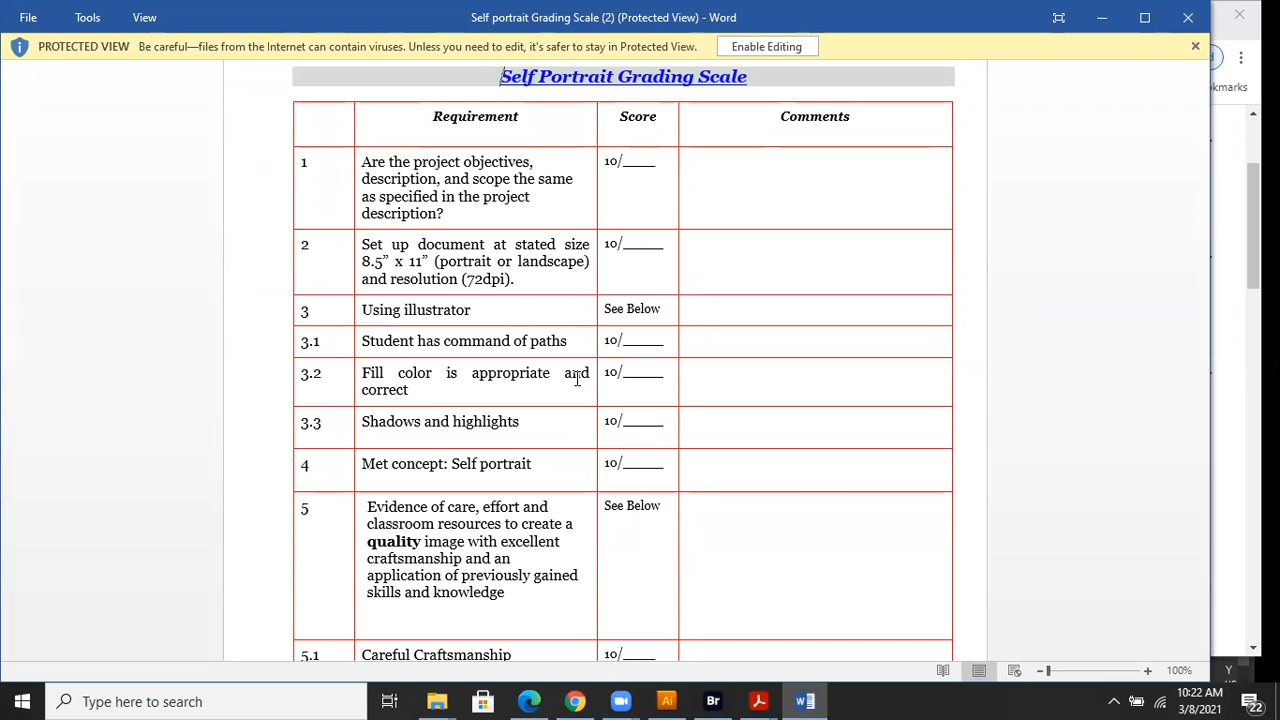 File Tools View Self portrait Grading Scale (2) (Protected View) - Word
PROTECTED VIEW Be careful—files from the Internet can contain viruses. Unless you need to edit, it's safer to stay in Protected View. Enable Editing
Self Portrait Grading Scale
Requirement Score Comments
1 Are the project objectives, 10/____
description, and scope the same
as specified in the project
description?
2 Set up document at stated size 10/_____
8.5” x 11” (portrait or landscape)
and resolution (72dpi).
3 Using illustrator See Below
3.1 Student has command of paths 10/_____
3.2 Fill color is appropriate and 10/_____
correct
3.3 Shadows and highlights 10/_____
4 Met concept: Self portrait 10/_____
5 Evidence of care, effort and See Below
classroom resources to create a
quality image with excellent
craftsmanship and an
application of previously gained
skills and knowledge
5.1 Careful Craftsmanship 10/____
100%
Type here to search
Ai Br
10:22 AM
3/8/2021
22